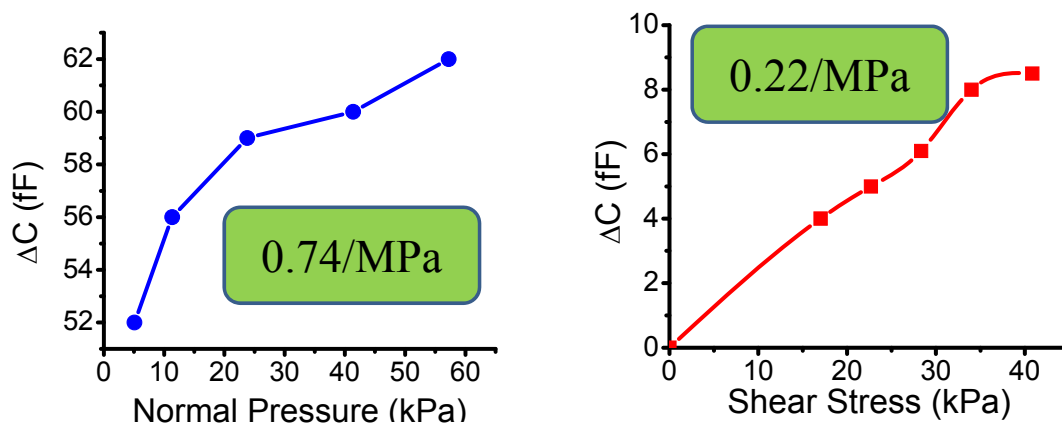 62
60
58
56
54
52
ΔC (fF)
0.74/MPa
0 10 20 30 40 50 60
Normal Pressure (kPa)
10
8
6
4
2
0
ΔC (fF)
0.22/MPa
0 10 20 30 40
Shear Stress (kPa)